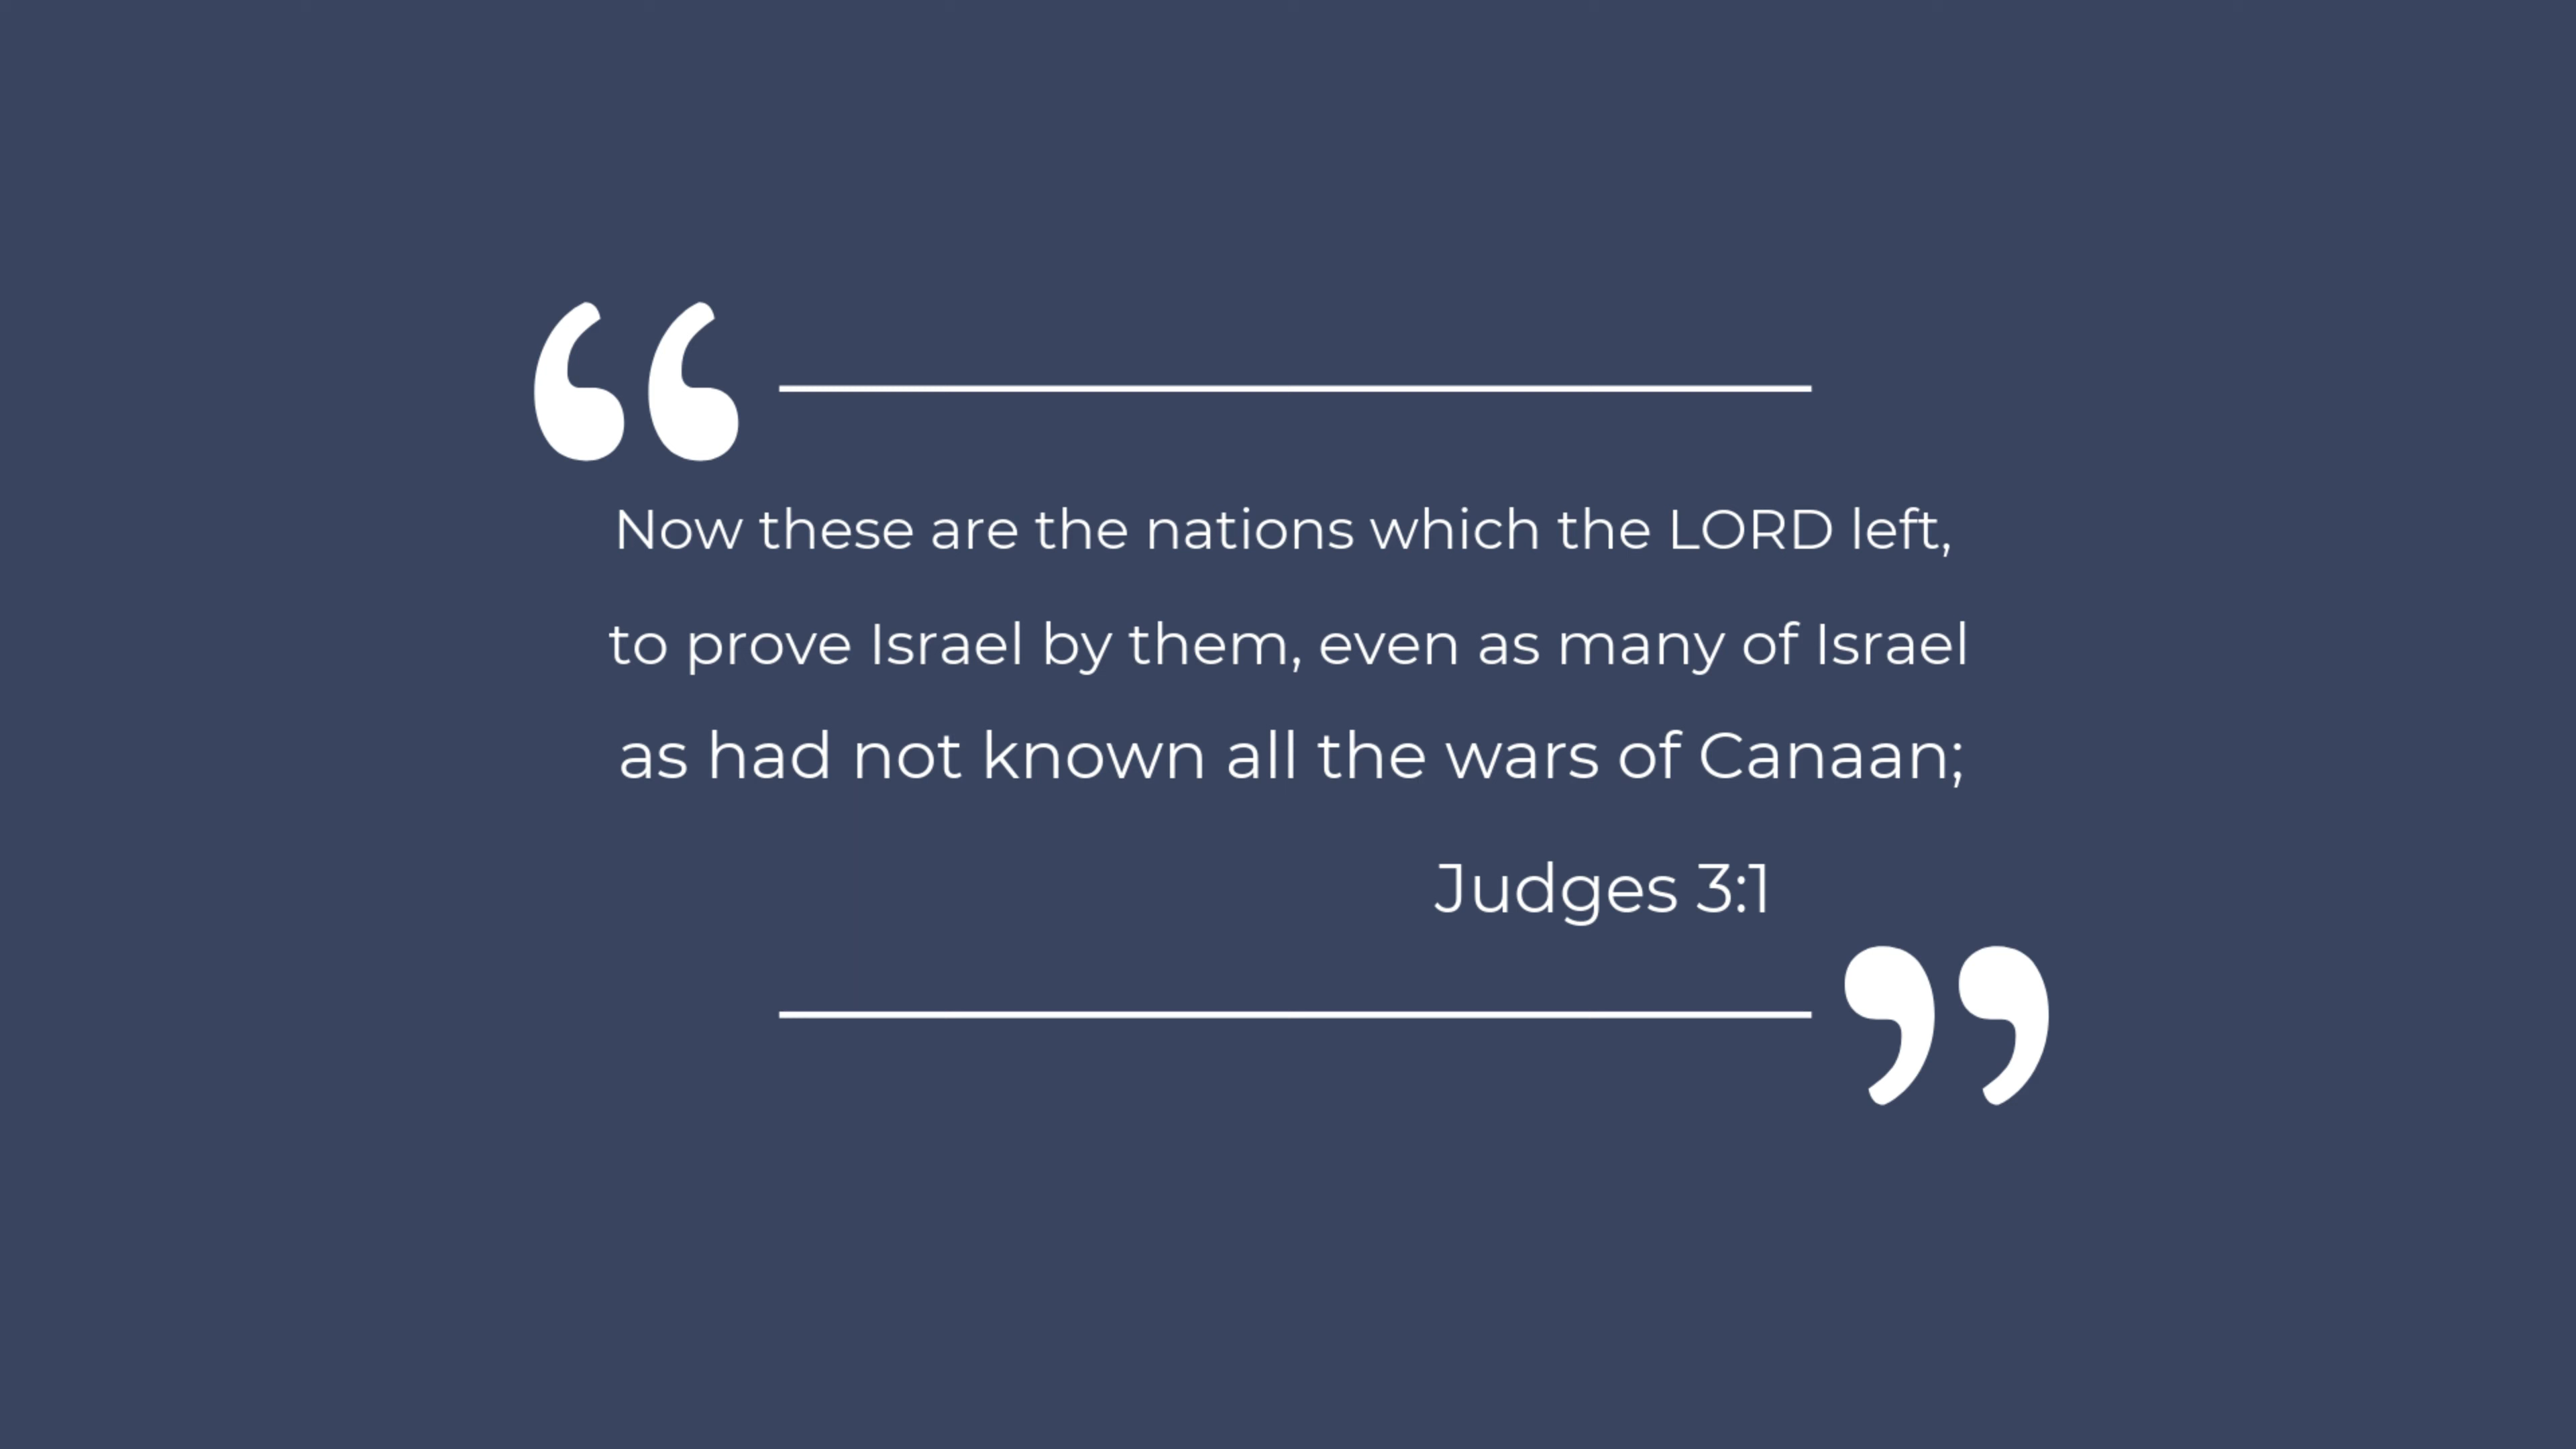 “
Now these are the nations which the LORD left,
to prove Israel by them, even as many of Israel
as had not known all the wars of Canaan;
Judges 3:1
”